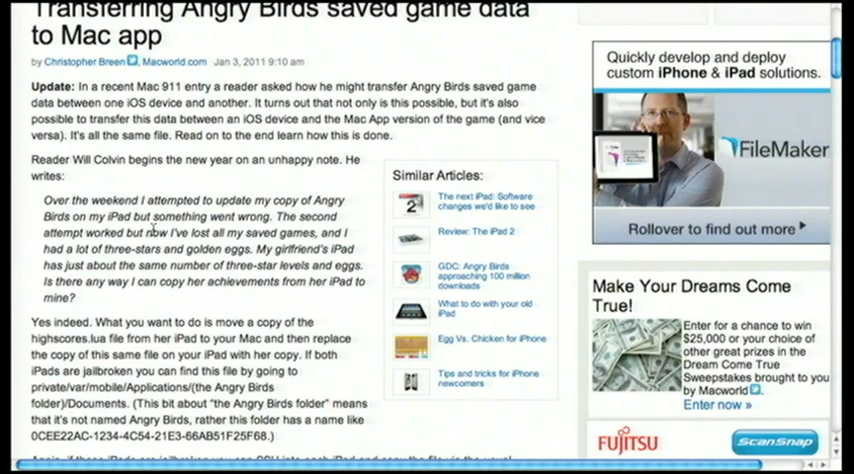 Transferring Angry Birds saved game data
to Mac app
by Christopher Breen, Macworld.com Jan 3, 2011 9:10 am
Update: In a recent Mac 911 entry a reader asked how he might transfer Angry Birds saved game
data between one iOS device and another. It turns out that not only is this possible, but it's also
possible to transfer this data between an iOS device and the Mac App version of the game (and vice
versa). It's all the same file. Read on to the end learn how this is done.
Reader Will Colvin begins the new year on an unhappy note. He
writes:
Over the weekend I attempted to update my copy of Angry
Birds on my iPad but something went wrong. The second
attempt worked but now I've lost all my saved games, and I
had a lot of three-stars and golden eggs. My girlfriend's iPad
has just about the same number of three-star levels and eggs.
Is there any way I can copy her achievements from her iPad to
mine?
Yes indeed. What you want to do is move a copy of the
highscores.lua file from her iPad to your Mac and then replace
the copy of this same file on your iPad with her copy. If both
iPads are jailbroken you can find this file by going to
private/var/mobile/Applications/(the Angry Birds
folder)/Documents. (This bit about "the Angry Birds folder" means
that it's not named Angry Birds, rather this folder has a name like
0CEE22AC-1234-4C54-21E3-66AB51F25F68.)
Similar Articles:
2
The next iPad: Software
changes we'd like to see
Review: The iPad 2
GDC: Angry Birds
approaching 100 million
downloads
What to do with your old
iPad
Egg Vs. Chicken for iPhone
Tips and tricks for iPhone
newcomers
Quickly develop and deploy
custom iPhone & iPad solutions.
FileMaker
Rollover to find out more
Make Your Dreams Come
True!
Enter for a chance to win
$25,000 or your choice of
other great prizes in the
Dream Come True
Sweepstakes brought to you
by Macworld.
Enter now »
FUJITSU
ScanSnap